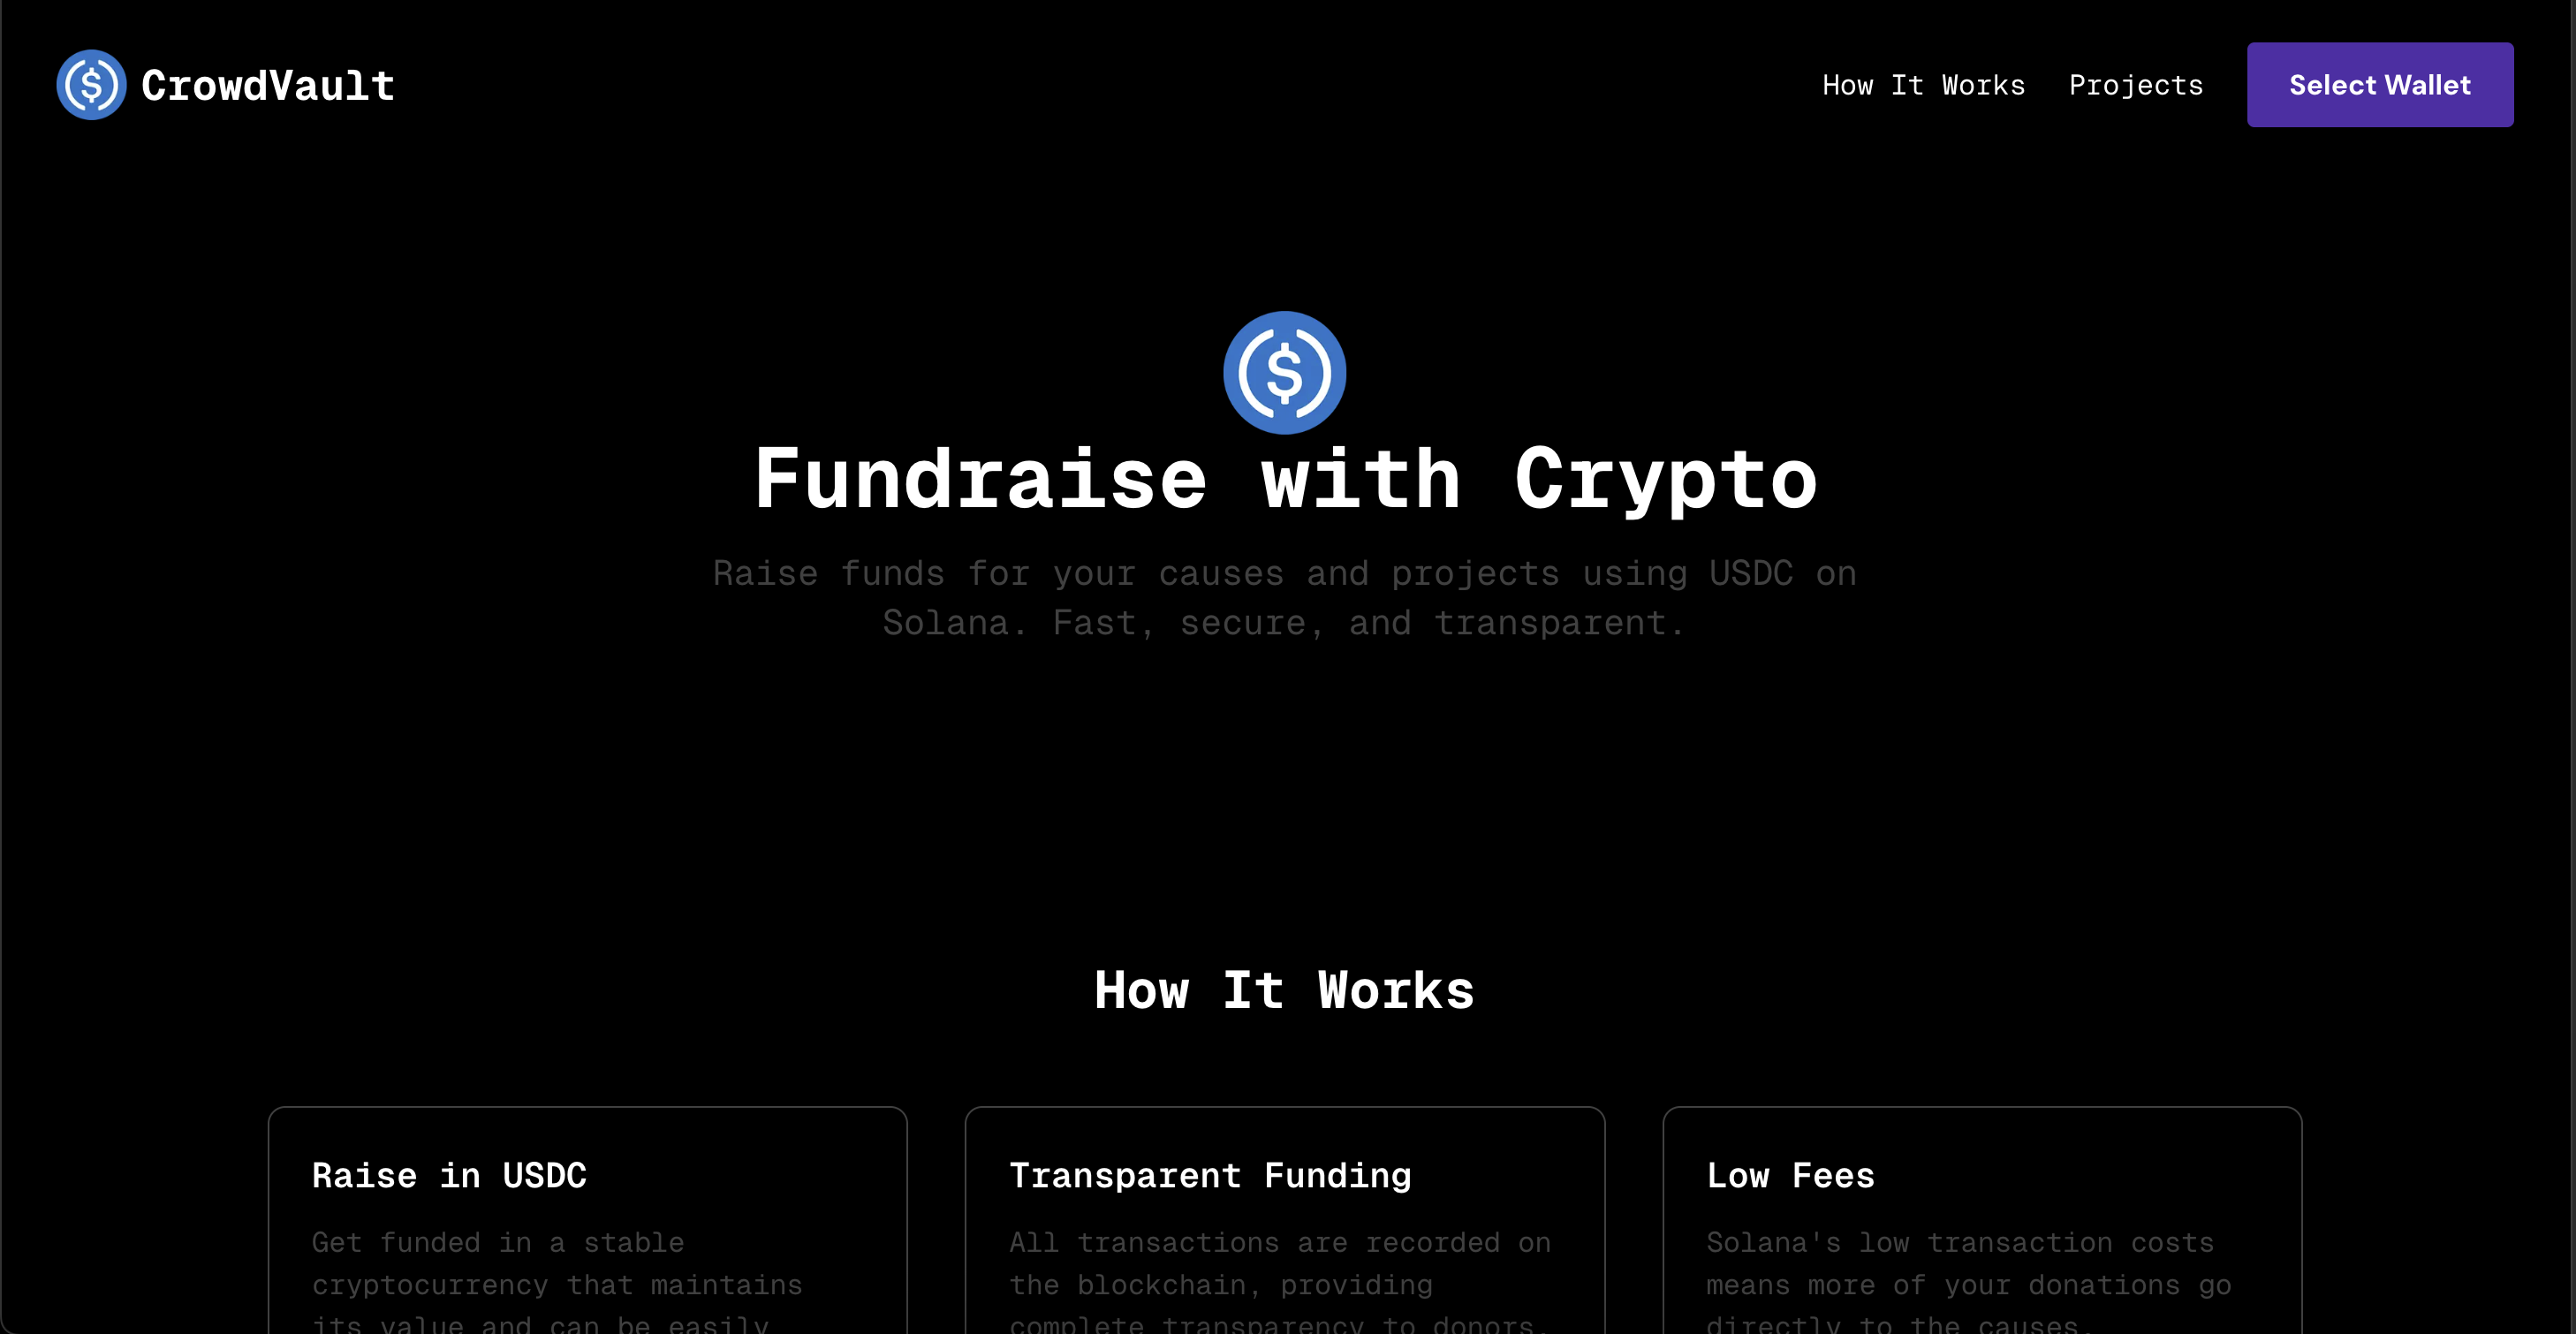 CrowdVault
How It Works
Projects
Select Wallet
Fundraise with Crypto
Raise funds for your causes and projects using USDC on
Solana. Fast, secure, and transparent.
How It Works
Raise in USDC
Get funded in a stable
cryptocurrency that maintains
its value and can be easily
Transparent Funding
All transactions are recorded on
the blockchain, providing
complete transparency to donors.
Low Fees
Solana's low transaction costs
means more of your donations go
directly to the causes.